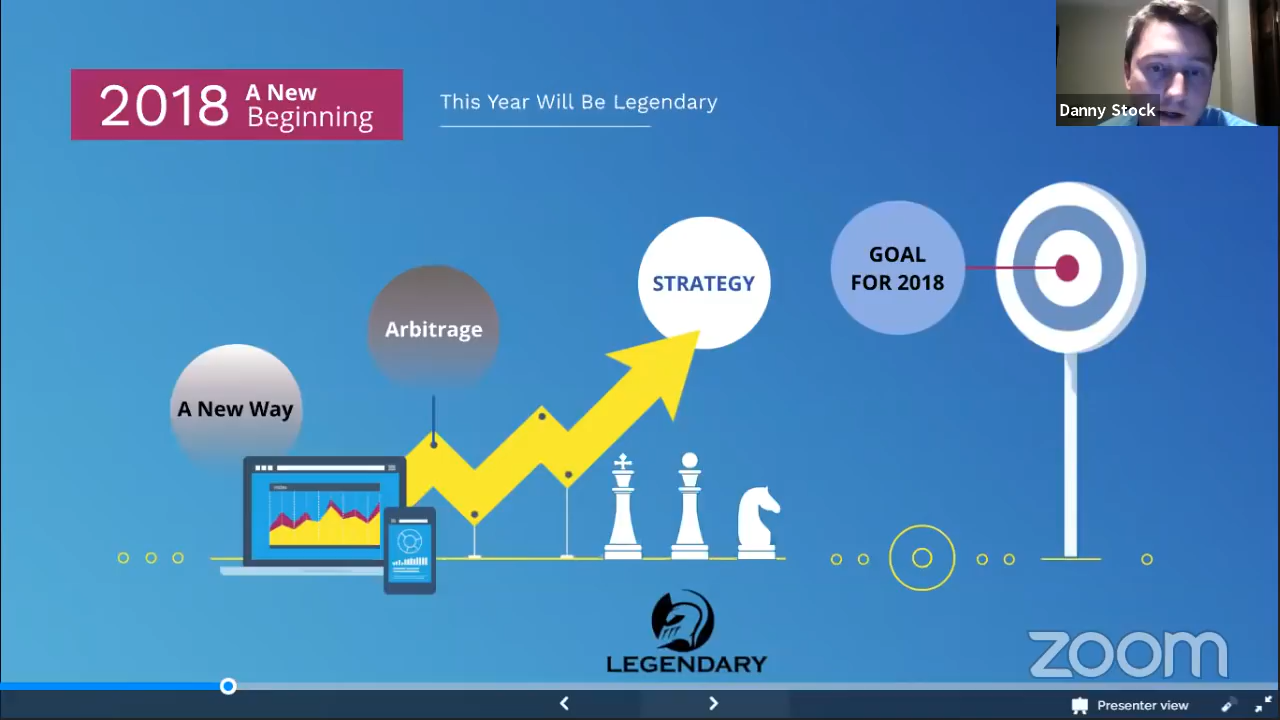 2018 A New
Beginning
This Year Will Be Legendary
Danny Stock
STRATEGY
GOAL
FOR 2018
Arbitrage
A New Way
LEGENDARY
zoom
Presenter view